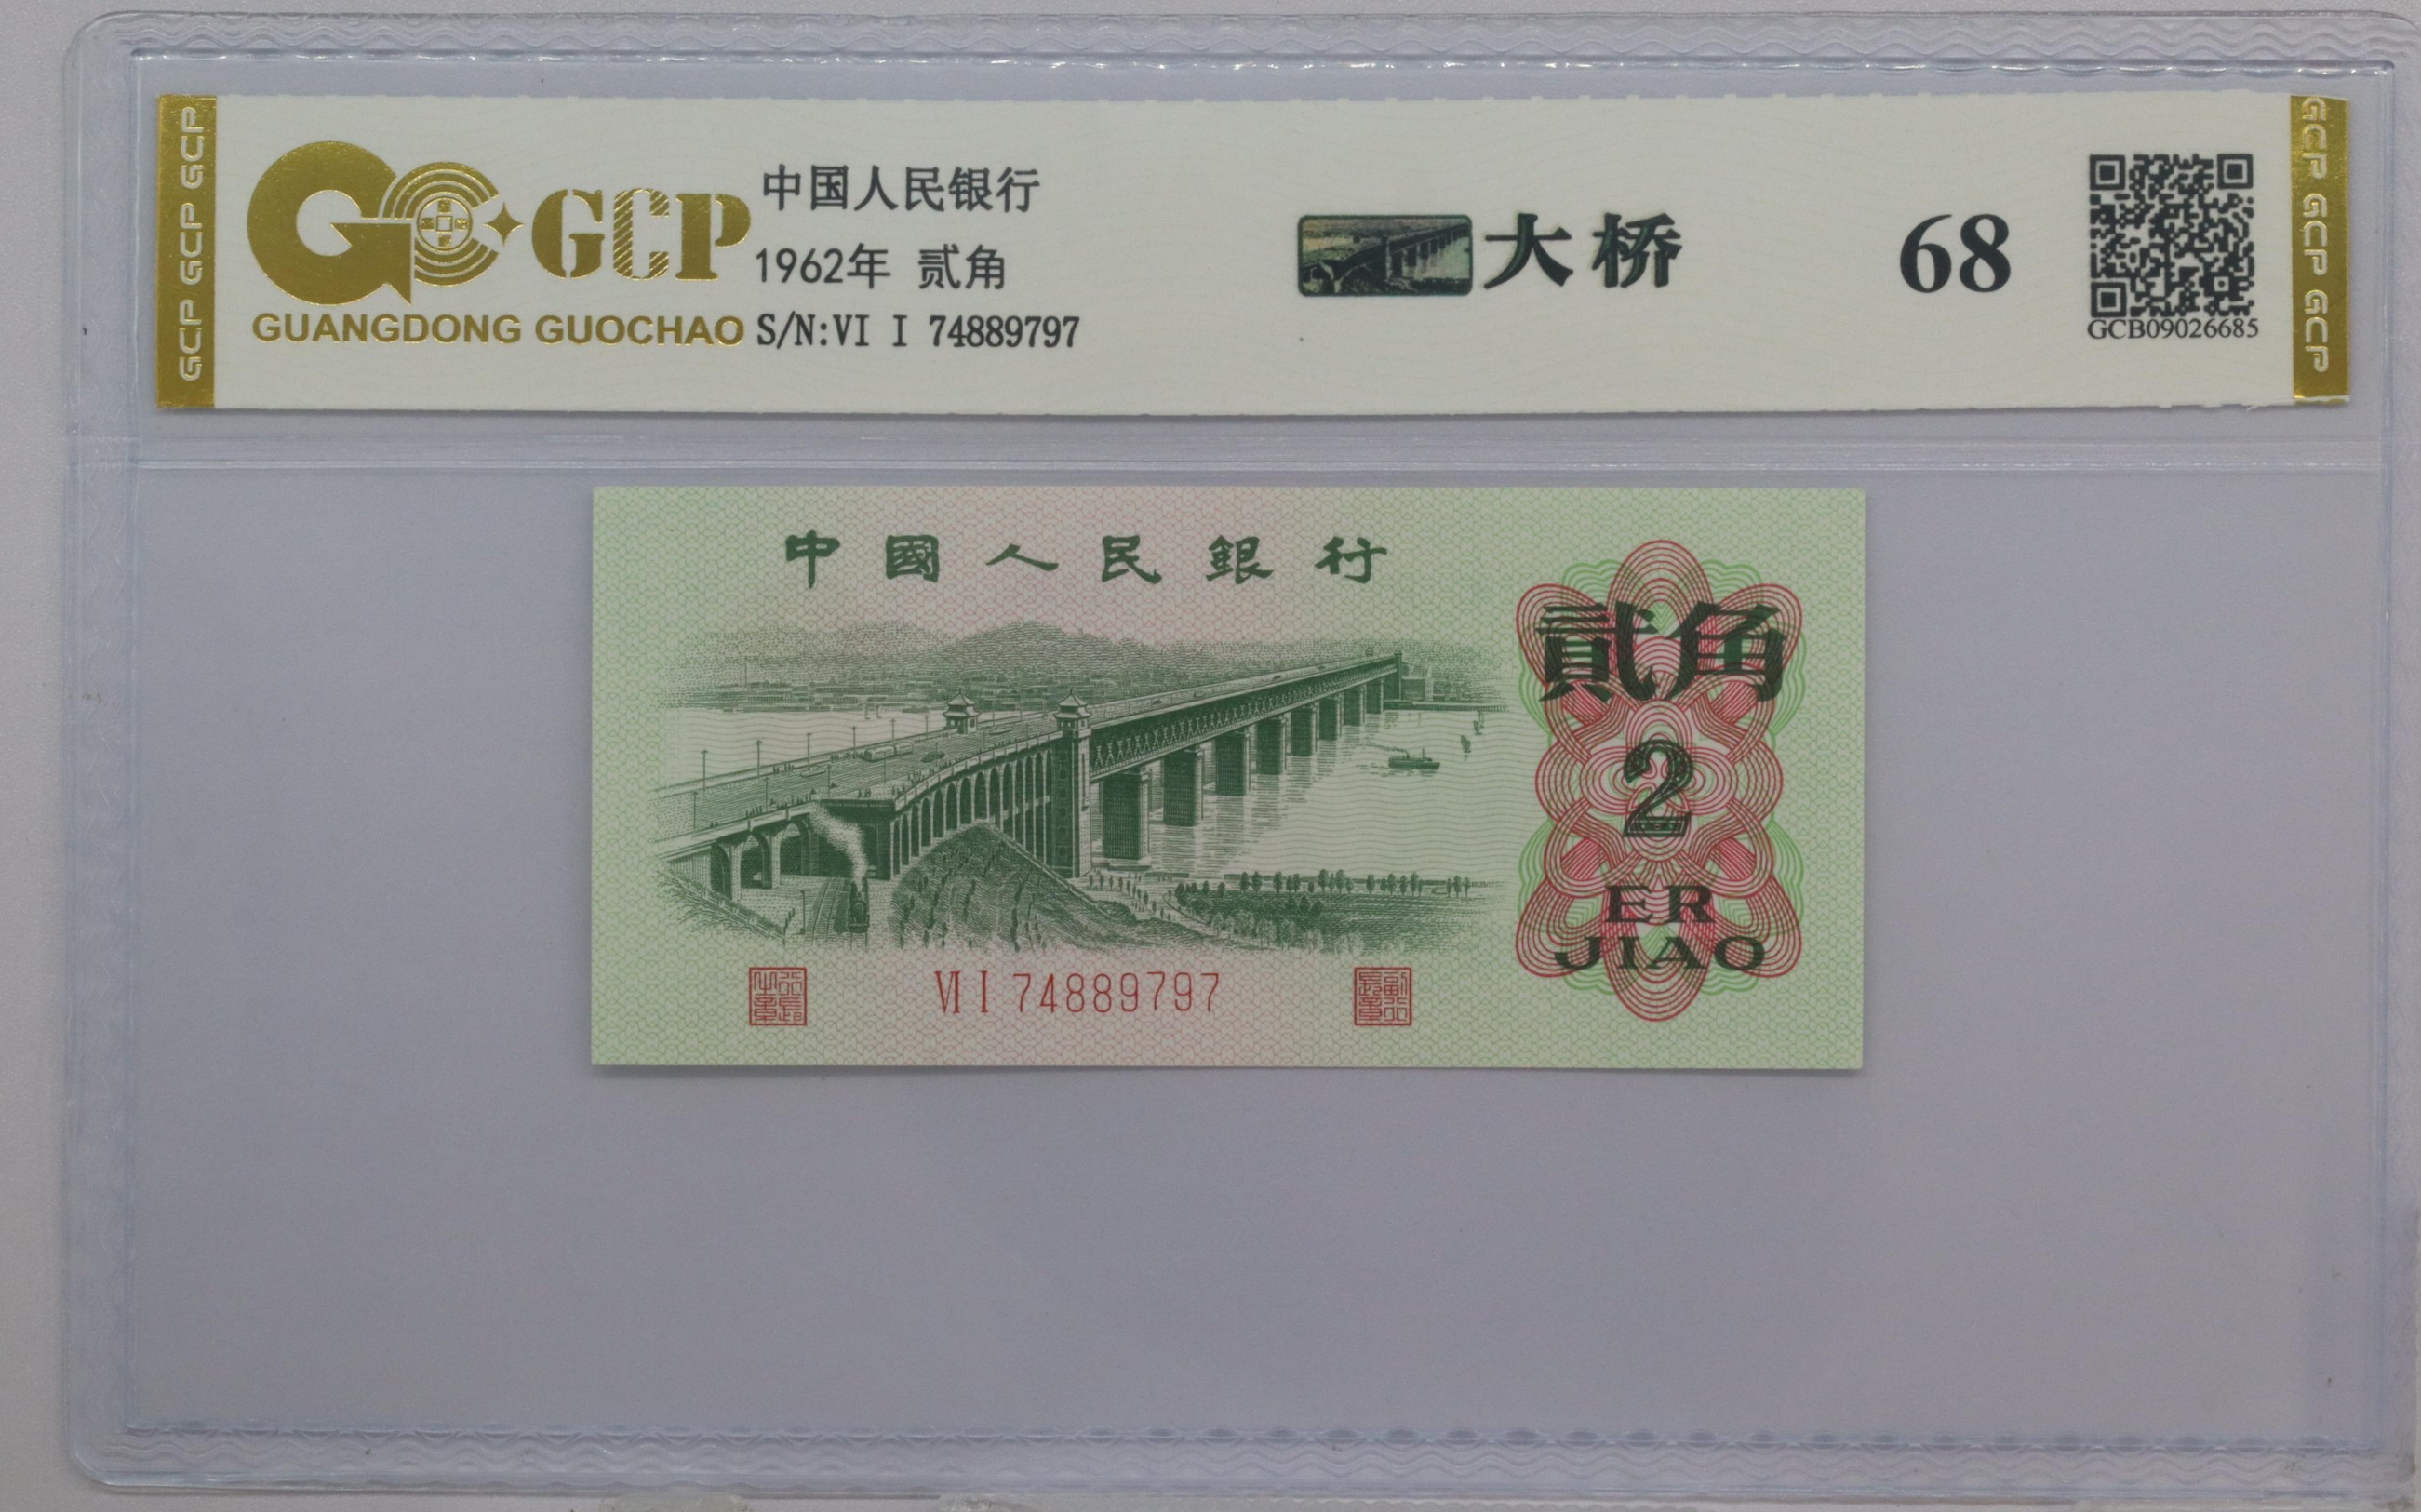 GCP GCP GCP
GCP
GUANGDONG GUOCHAO
中国人民银行
1962年 贰角
S/N:VI I 74889797
大桥
68
GCB09026685
GCP GCP GCP
中國人民銀行
貳角
2
ER
JIAO
VI I 74889797